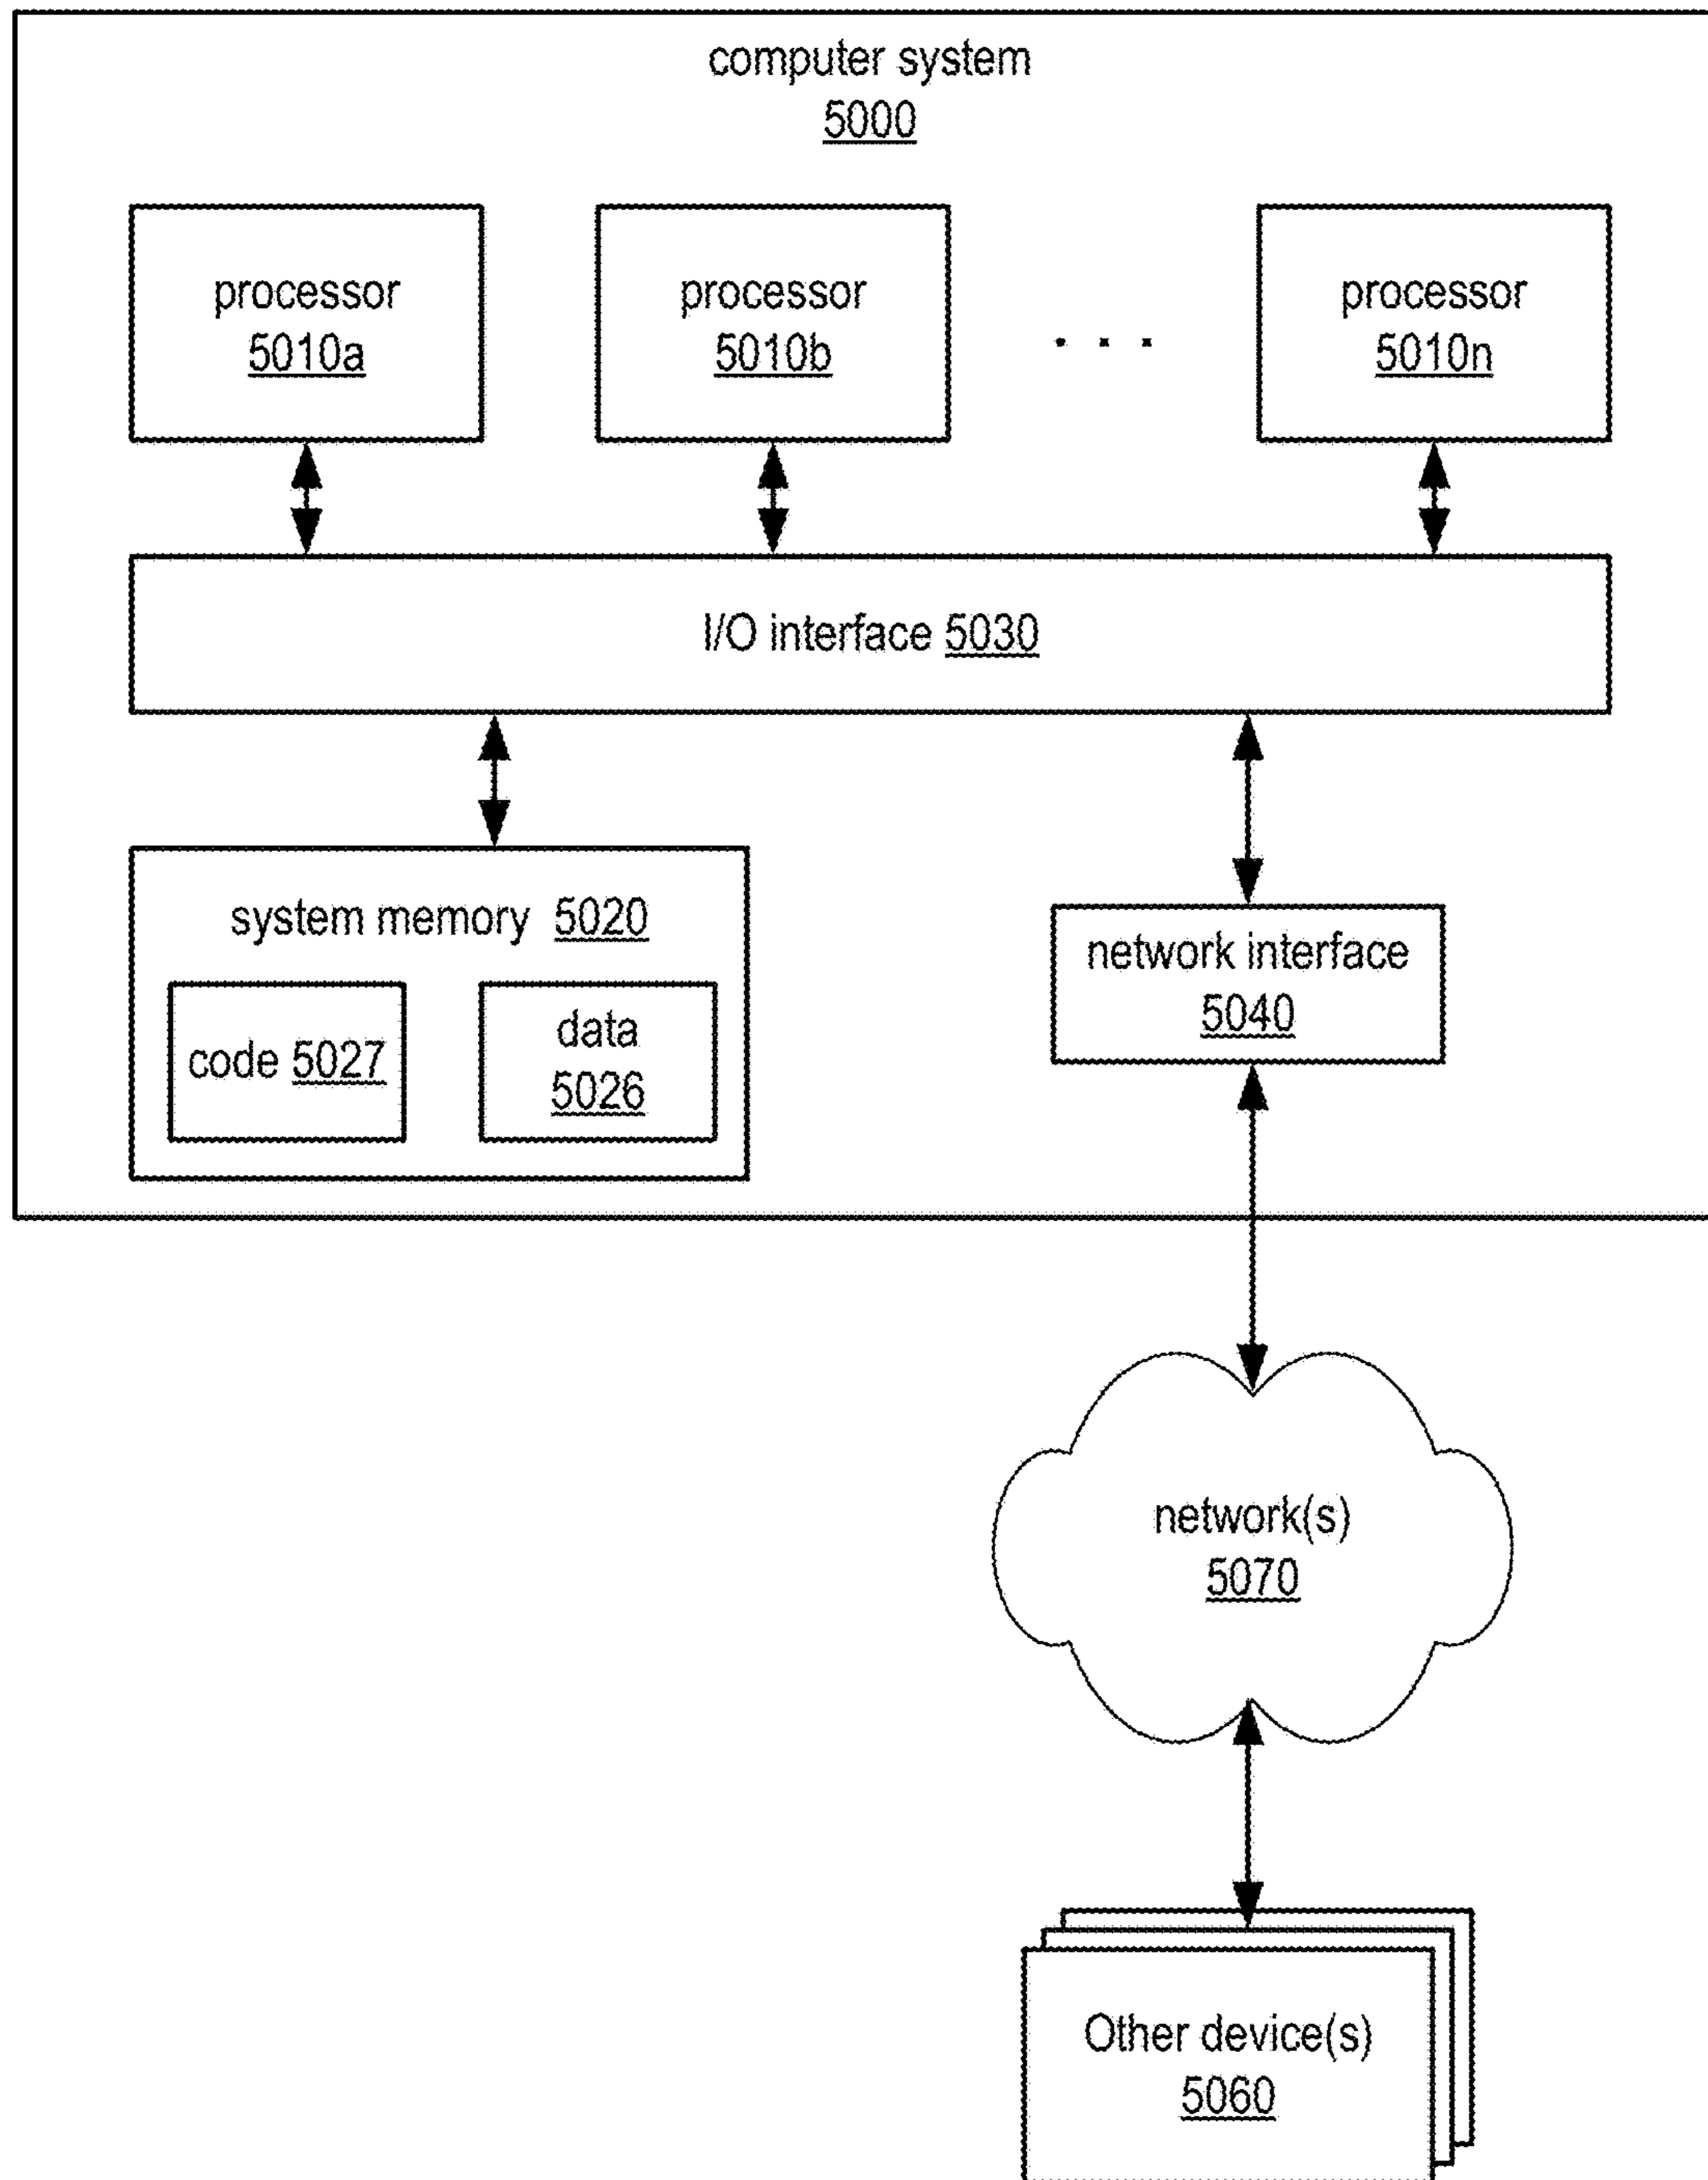 computer system
5000
processor
5010a
processor
5010b
. . .
processor
5010n
I/O interface 5030
system memory 5020
code 5027
data
5026
network interface
5040
network(s)
5070
Other device(s)
5060